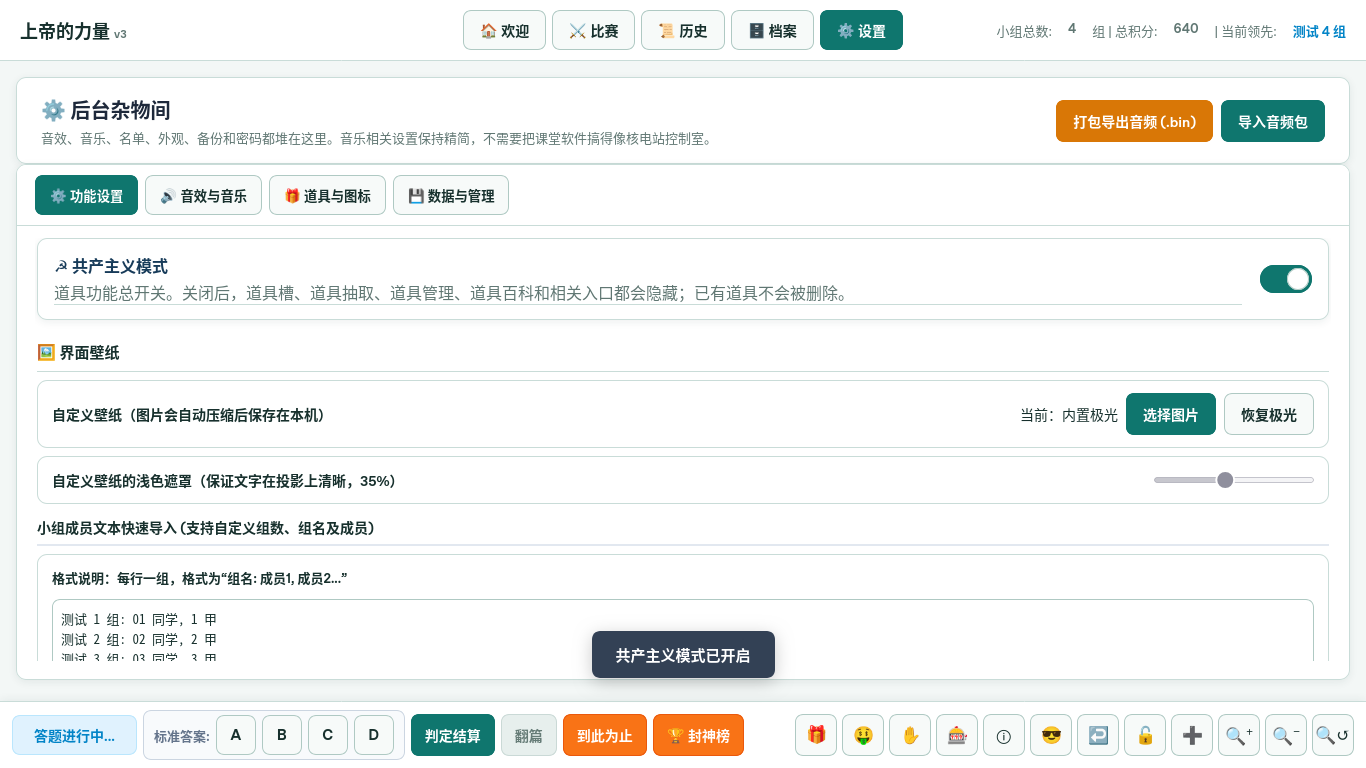 上帝的力量 v3
🏠 欢迎
⚔️ 比赛
📜 历史
🗄️ 档案
⚙️ 设置
小组总数: 4 组 | 总积分: 640 | 当前领先: 测试 4 组
⚙️ 后台杂物间
音效、音乐、名单、外观、备份和密码都堆在这里。音乐相关设置保持精简，不需要把课堂软件搞得像核电站控制室。
打包导出音频 (.bin)
导入音频包
⚙️ 功能设置
🔊 音效与音乐
🎁 道具与图标
💾 数据与管理
☭ 共产主义模式
道具功能总开关。关闭后，道具槽、道具抽取、道具管理、道具百科和相关入口都会隐藏；已有道具不会被删除。
🖼️ 界面壁纸
自定义壁纸（图片会自动压缩后保存在本机）
当前：内置极光
选择图片
恢复极光
自定义壁纸的浅色遮罩（保证文字在投影上清晰，35%）
小组成员文本快速导入 (支持自定义组数、组名及成员)
格式说明：每行一组，格式为“组名: 成员1, 成员2...”
测试 1 组: 01 同学, 1 甲
测试 2 组: 02 同学, 2 甲
测试 3 组: 03 同学, 3 甲
共产主义模式已开启
答题进行中...
标准答案: A B C D
判定结算
翻篇
到此为止
🏆 封神榜